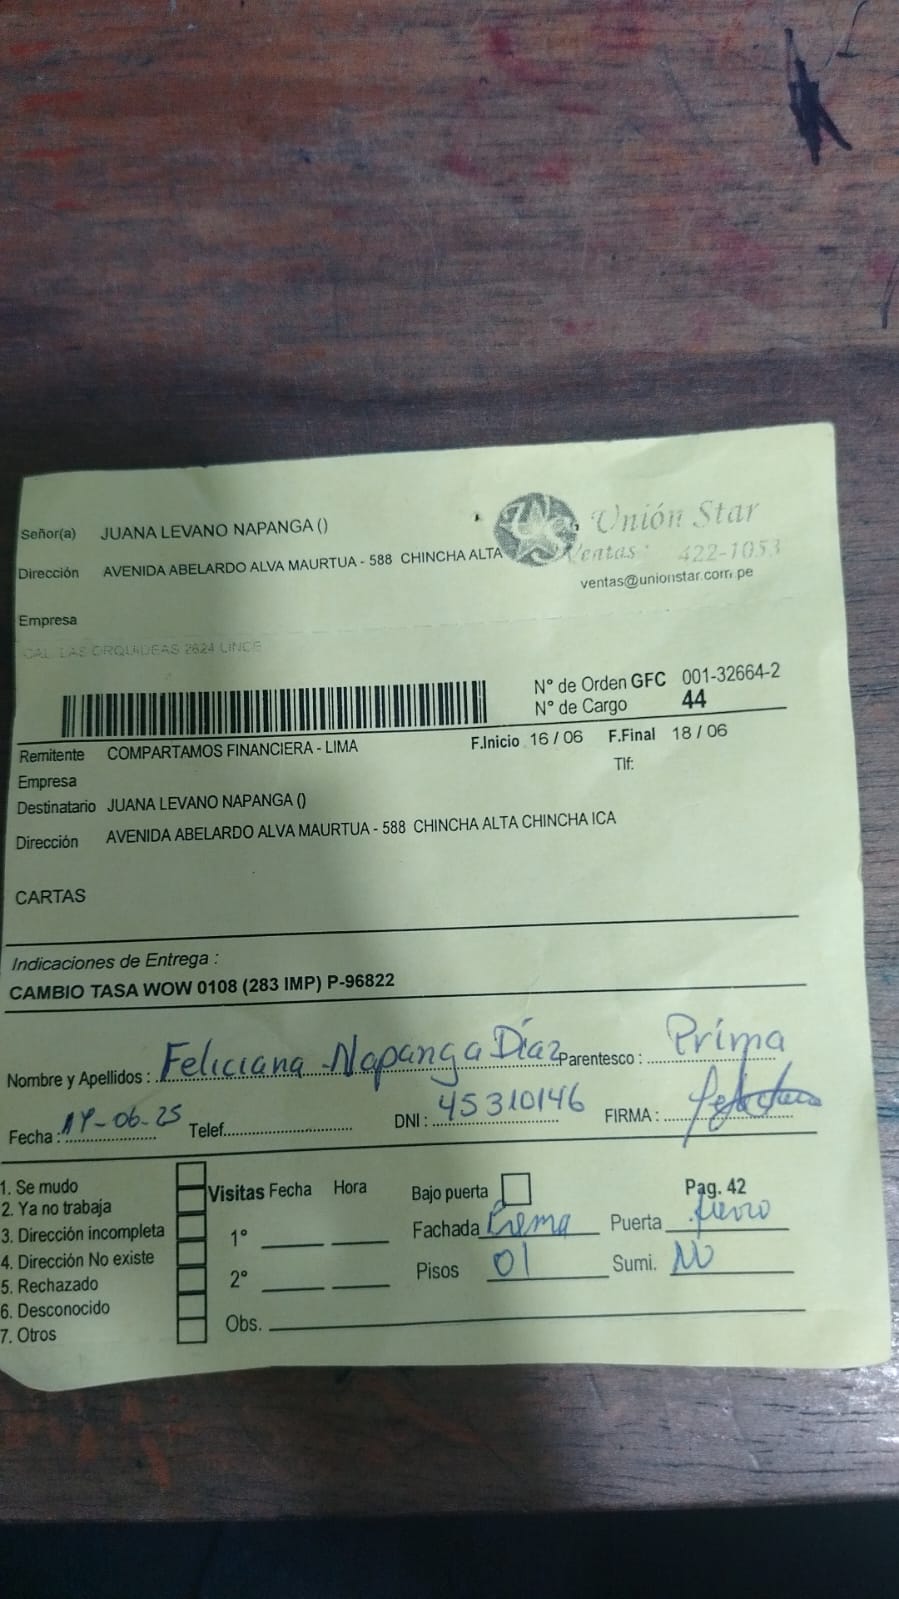 Señor(a) JUANA LEVANO NAPANGA ()
Unión Star
Dirección AVENIDA ABELARDO ALVA MAURTUA - 588 CHINCHA ALTA
Ventas: 422-1053
ventas@unionstar.com.pe
Empresa
CAL. LAS ORQUIDEAS 2624 LINCE
N° de Orden GFC 001-32664-2
N° de Cargo 44
Remitente COMPARTAMOS FINANCIERA - LIMA
F.Inicio 16 / 06 F.Final 18 / 06
Empresa
Tlf:
Destinatario JUANA LEVANO NAPANGA ()
Dirección AVENIDA ABELARDO ALVA MAURTUA - 588 CHINCHA ALTA CHINCHA ICA
CARTAS
Indicaciones de Entrega :
CAMBIO TASA WOW 0108 (283 IMP) P-96822
Nombre y Apellidos : Feliciana Napanga Díaz Parentesco : Prima
Fecha : 17-06-25 Telef. DNI : 45310146 FIRMA :
1. Se mudo
2. Ya no trabaja
3. Dirección incompleta
4. Dirección No existe
5. Rechazado
6. Desconocido
7. Otros
Visitas Fecha Hora
1°
2°
Obs.
Bajo puerta Pag. 42
Fachada Crema Puerta fierro
Pisos 01 Sumi. NO